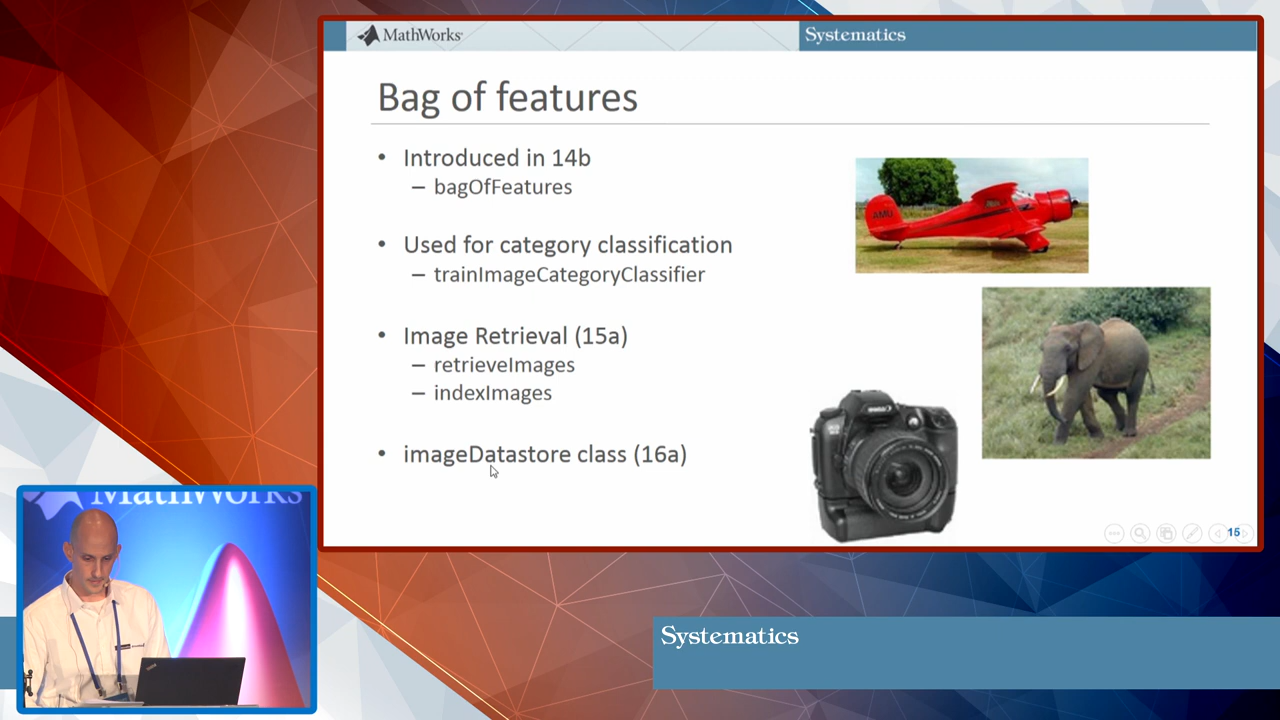 MathWorks
Systematics
Bag of features
• Introduced in 14b
– bagOfFeatures
• Used for category classification
– trainImageCategoryClassifier
• Image Retrieval (15a)
– retrieveImages
– indexImages
• imageDatastore class (16a)
AMU
15
MathWorks
Systematics